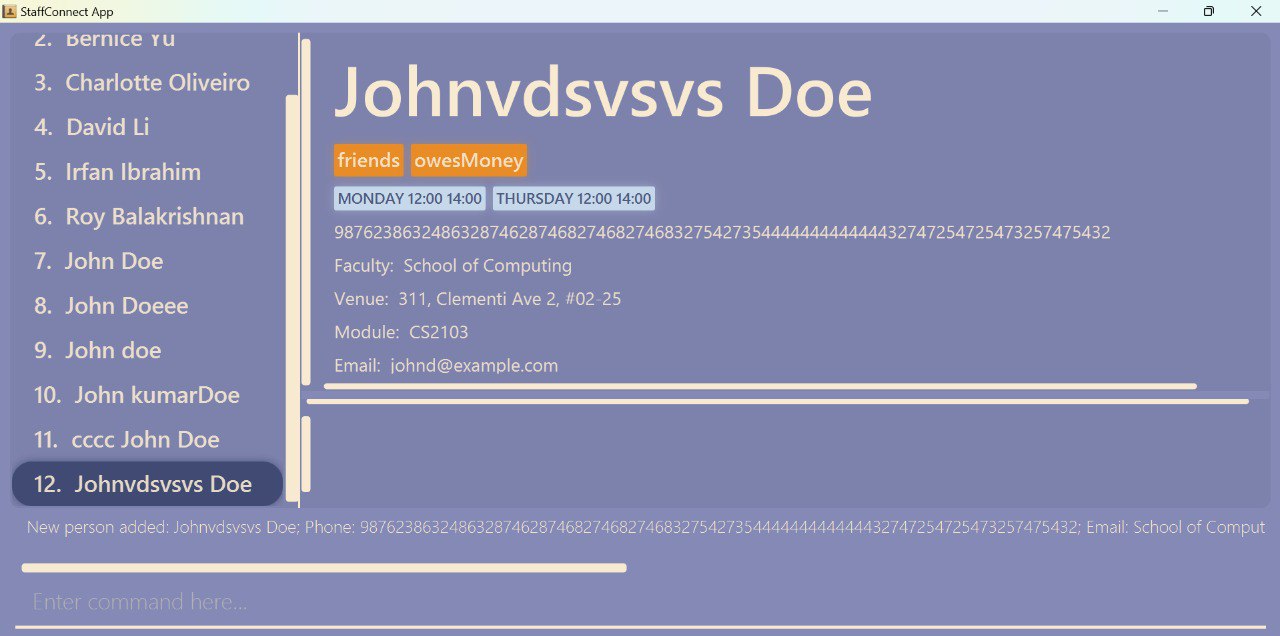 StaffConnect App
2. Bernice Yu
3. Charlotte Oliveiro
4. David Li
5. Irfan Ibrahim
6. Roy Balakrishnan
7. John Doe
8. John Doeee
9. John doe
10. John kumarDoe
11. cccc John Doe
12. Johnvdsvsvs Doe
Johnvdsvsvs Doe
friends owesMoney
MONDAY 12:00 14:00 THURSDAY 12:00 14:00
98762386324863287462874682746827468327542735444444444444432747254725473257475432
Faculty: School of Computing
Venue: 311, Clementi Ave 2, #02-25
Module: CS2103
Email: johnd@example.com
New person added: Johnvdsvsvs Doe; Phone: 98762386324863287462874682746827468327542735444444444444432747254725473257475432; Email: School of Comput
Enter command here...